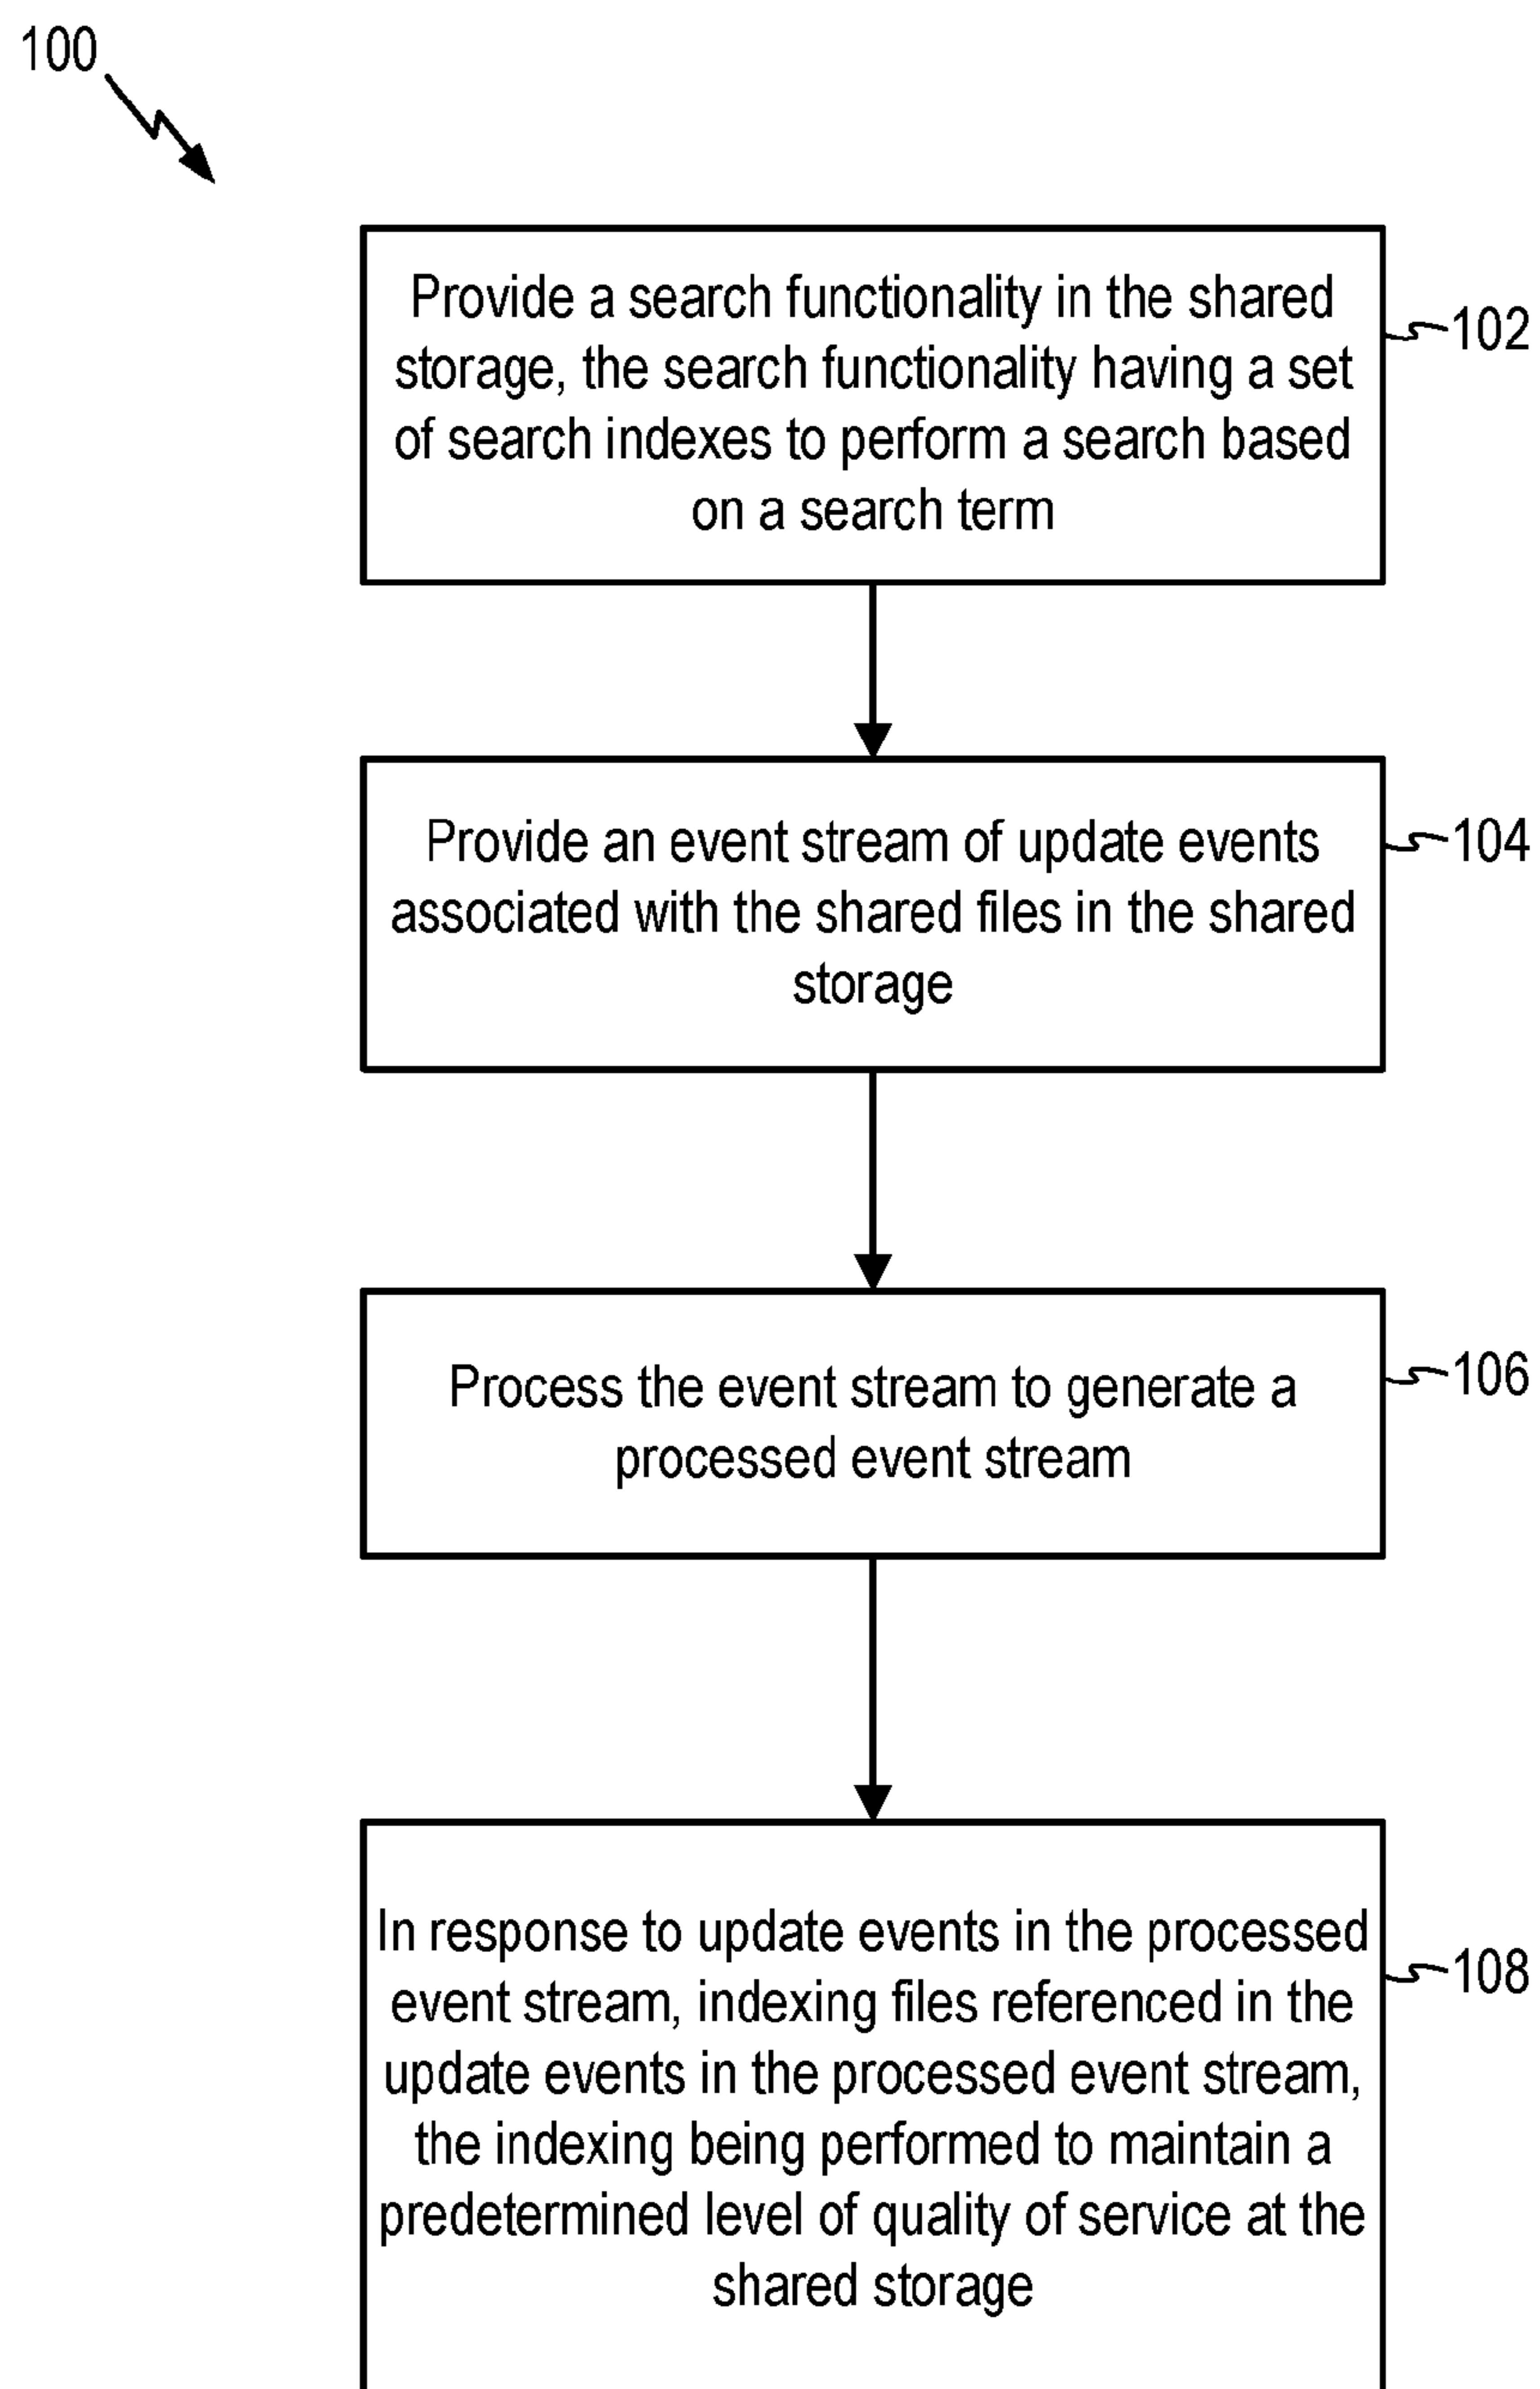 100
Provide a search functionality in the shared
storage, the search functionality having a set
of search indexes to perform a search based
on a search term
102
Provide an event stream of update events
associated with the shared files in the shared
storage
104
Process the event stream to generate a
processed event stream
106
In response to update events in the processed
event stream, indexing files referenced in the
update events in the processed event stream,
the indexing being performed to maintain a
predetermined level of quality of service at the
shared storage
108